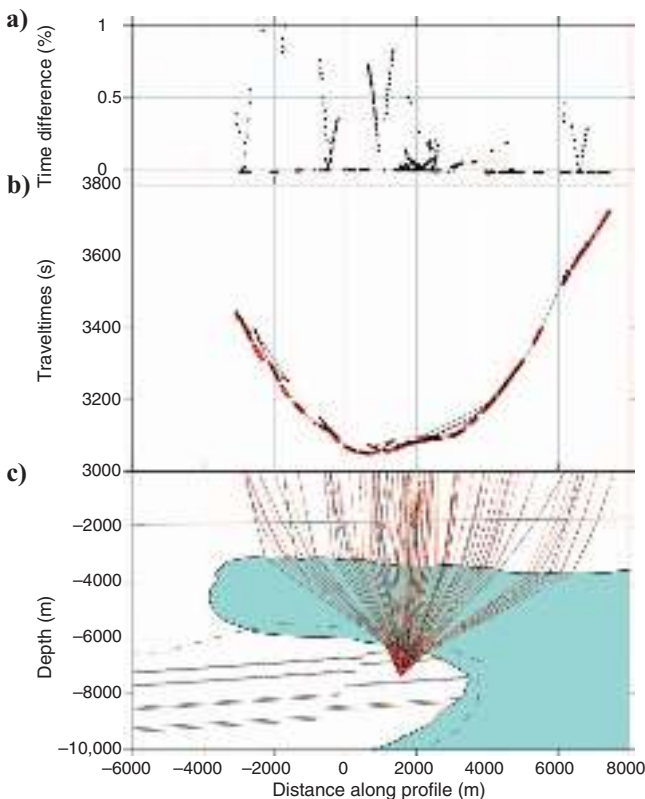 a)
Time difference (%)
1
0.5
0
b)
Traveltimes (s)
3800
3600
3400
3200
3000
c)
Depth (m)
−2000
−4000
−6000
−8000
−10,000
−6000 −4000 −2000 0 2000 4000 6000 8000
Distance along profile (m)